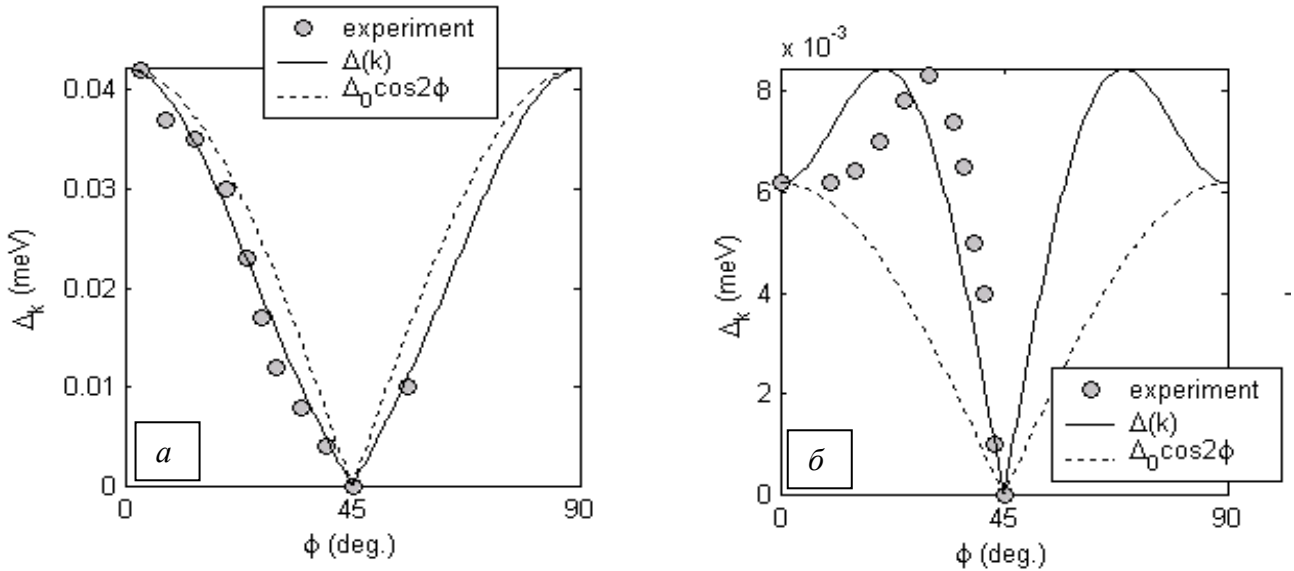 experiment
Δ(k)
Δ₀cos2ϕ
0.04
0.03
0.02
0.01
0
Δₖ (meV)
а
0
45
90
ϕ (deg.)
x 10⁻³
8
6
4
2
0
Δₖ (meV)
experiment
Δ(k)
Δ₀cos2ϕ
б
0
45
90
ϕ (deg.)